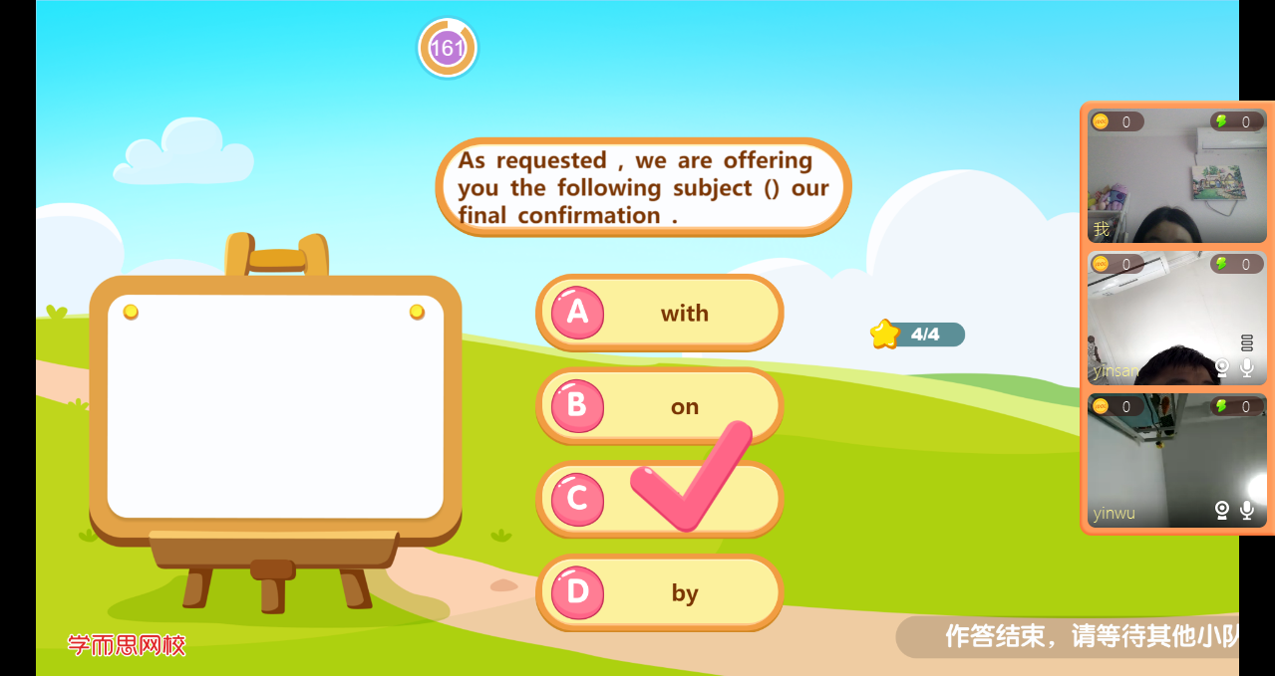 161
As requested , we are offering
you the following subject () our
final confirmation .
A with
B on
C
D by
4/4
0 0
我
0 0
yinsan
0 0
yinwu
学而思网校
作答结束，请等待其他小队